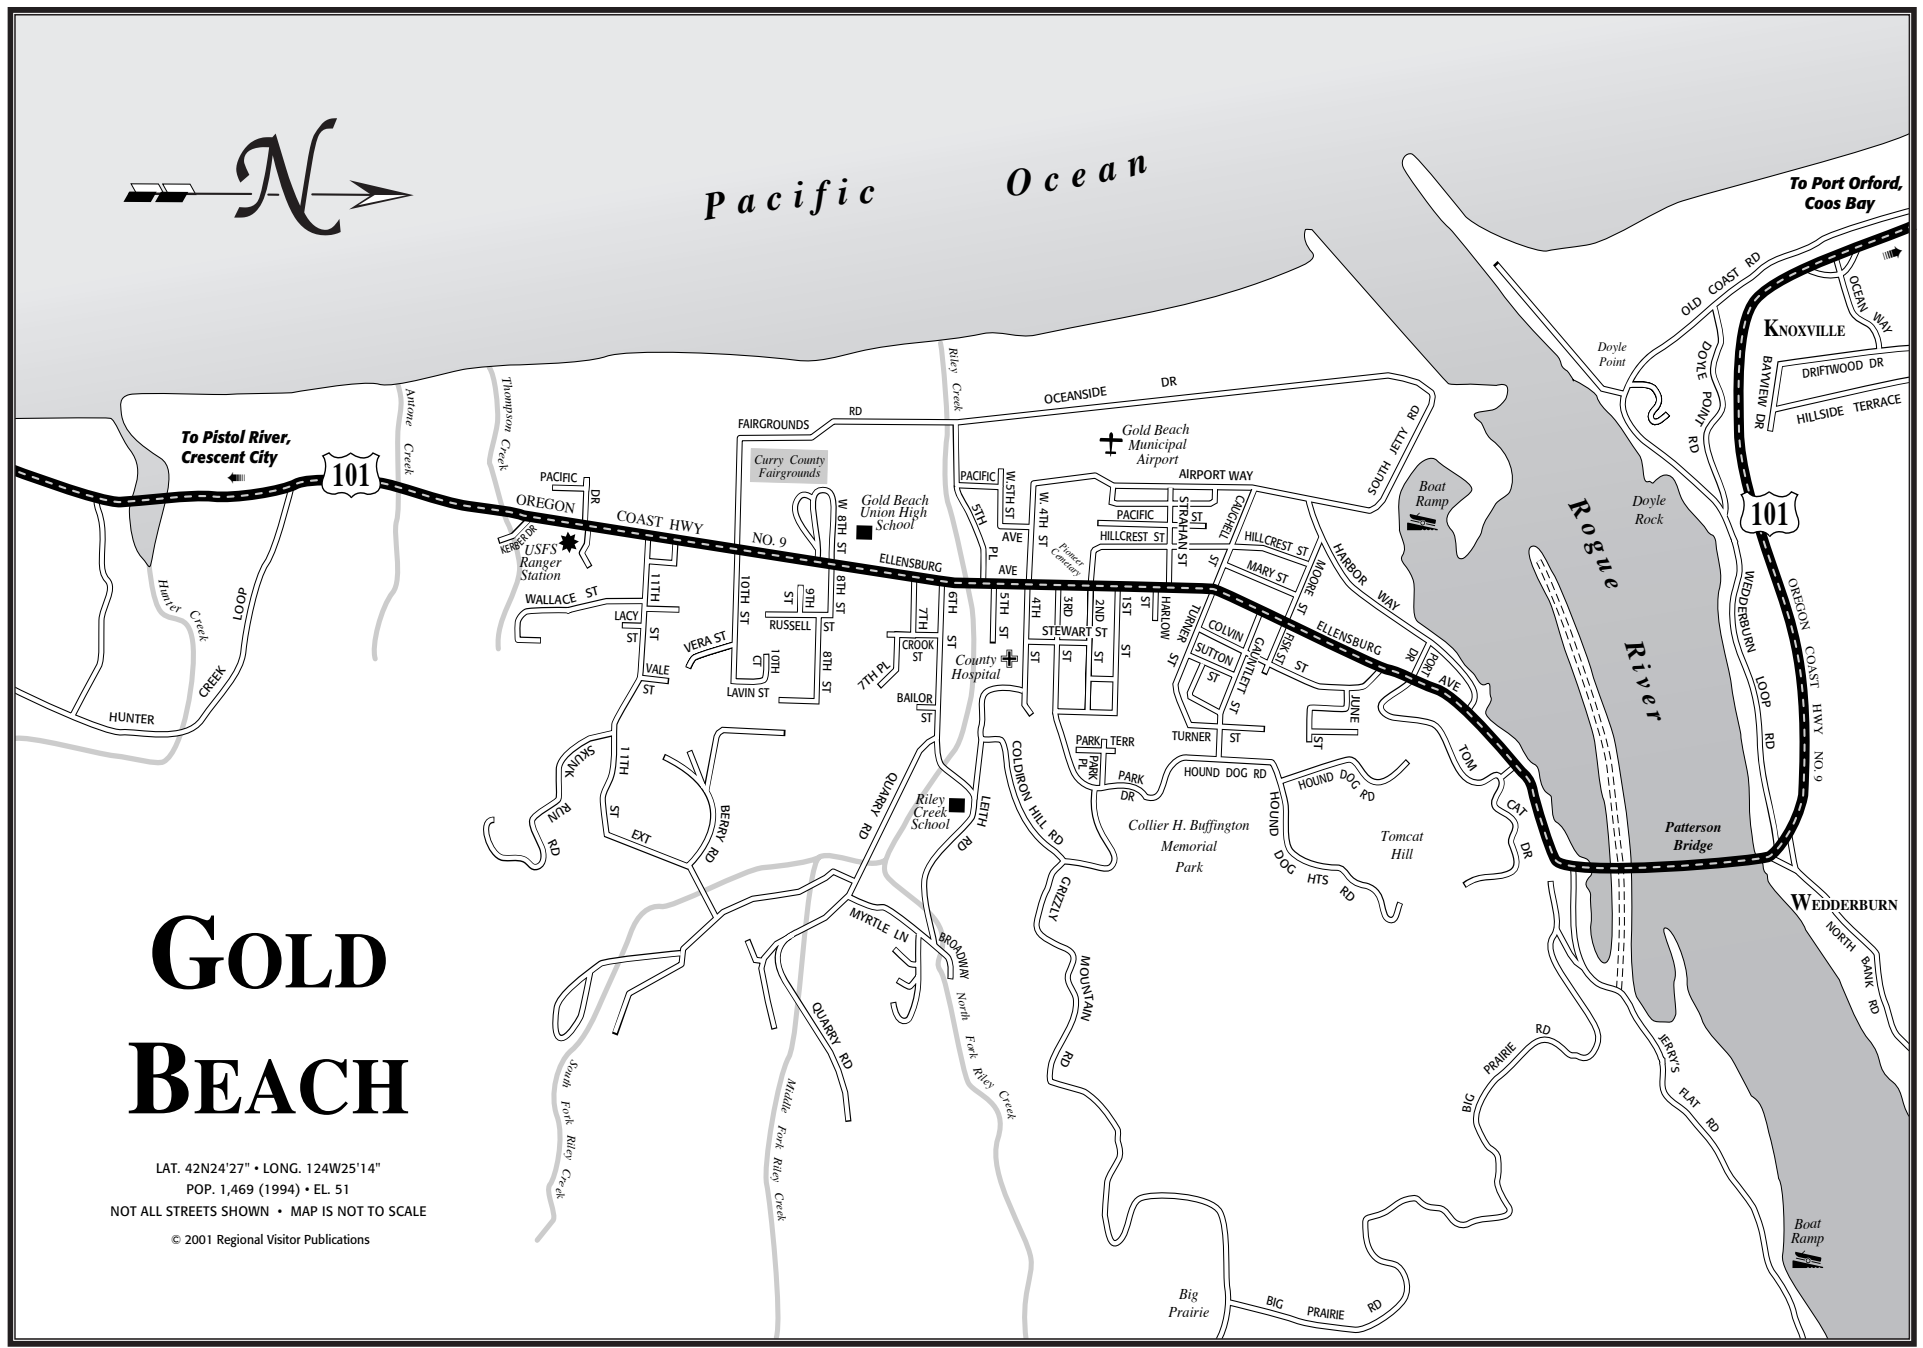 Pacific Ocean
N
To Port Orford,
Coos Bay
OLD COAST RD
OCEAN WAY
KNOXVILLE
Doyle
Point
DOYLE POINT RD
BAYVIEW DR
DRIFTWOOD DR
HILLSIDE TERRACE
Riley Creek
OCEANSIDE DR
Antone Creek
Thompson Creek
FAIRGROUNDS RD
SOUTH JETTY RD
To Pistol River,
Crescent City
101
Curry County
Fairgrounds
Gold Beach
Municipal
Airport
AIRPORT WAY
PACIFIC DR
PACIFIC
W. 5TH ST
W. 4TH ST
Boat
Ramp
Doyle
Rock
101
OREGON COAST HWY NO. 9
W 8TH ST
Gold Beach
Union High
School
5TH PL
AVE
PACIFIC ST
STRAHAN ST
CAUGHELL ST
HILLCREST ST
HILLCREST ST
Pioneer
Cemetery
KERBER DR
USFS
Ranger
Station
ELLENSBURG AVE
MARY ST
MOORE ST
HARBOR WAY
Rogue River
WEDDERBURN LOOP RD
OREGON COAST HWY NO. 9
Hunter Creek
HUNTER CREEK LOOP
WALLACE ST
11TH ST
LACY ST
VALE ST
VERA ST
10TH ST
9TH ST
8TH ST
RUSSELL ST
8TH ST
10TH CT
LAVIN ST
7TH
CROOK ST
7TH PL
6TH ST
BAILOR ST
5TH ST
4TH ST
3RD ST
2ND ST
1ST ST
HARLOW ST
STEWART ST
County
Hospital
TURNER ST
COLVIN
SUTTON ST
GAUNTLETT ST
FISK ST
ST
ELLENSBURG AVE
PORT DR
JUNE ST
TURNER ST
SKUNK RUN RD
11TH ST EXT
BERRY RD
QUARRY RD
Riley
Creek
School
LEITH RD
COLDIRON HILL RD
PARK TERR
PARK PL
PARK DR
HOUND DOG RD
HOUND DOG RD
HOUND DOG HTS RD
TOM CAT DR
Collier H. Buffington
Memorial
Park
Tomcat
Hill
Patterson
Bridge
WEDDERBURN
NORTH BANK RD
GRIZZLY MOUNTAIN RD
MYRTLE LN
BROADWAY
QUARRY RD
North Fork Riley Creek
South Fork Riley Creek
Middle Fork Riley Creek
BIG PRAIRIE RD
JERRY'S FLAT RD
Boat
Ramp
Big
Prairie
BIG PRAIRIE RD
GOLD
BEACH
LAT. 42N24'27" • LONG. 124W25'14"
POP. 1,469 (1994) • EL. 51
NOT ALL STREETS SHOWN • MAP IS NOT TO SCALE
© 2001 Regional Visitor Publications